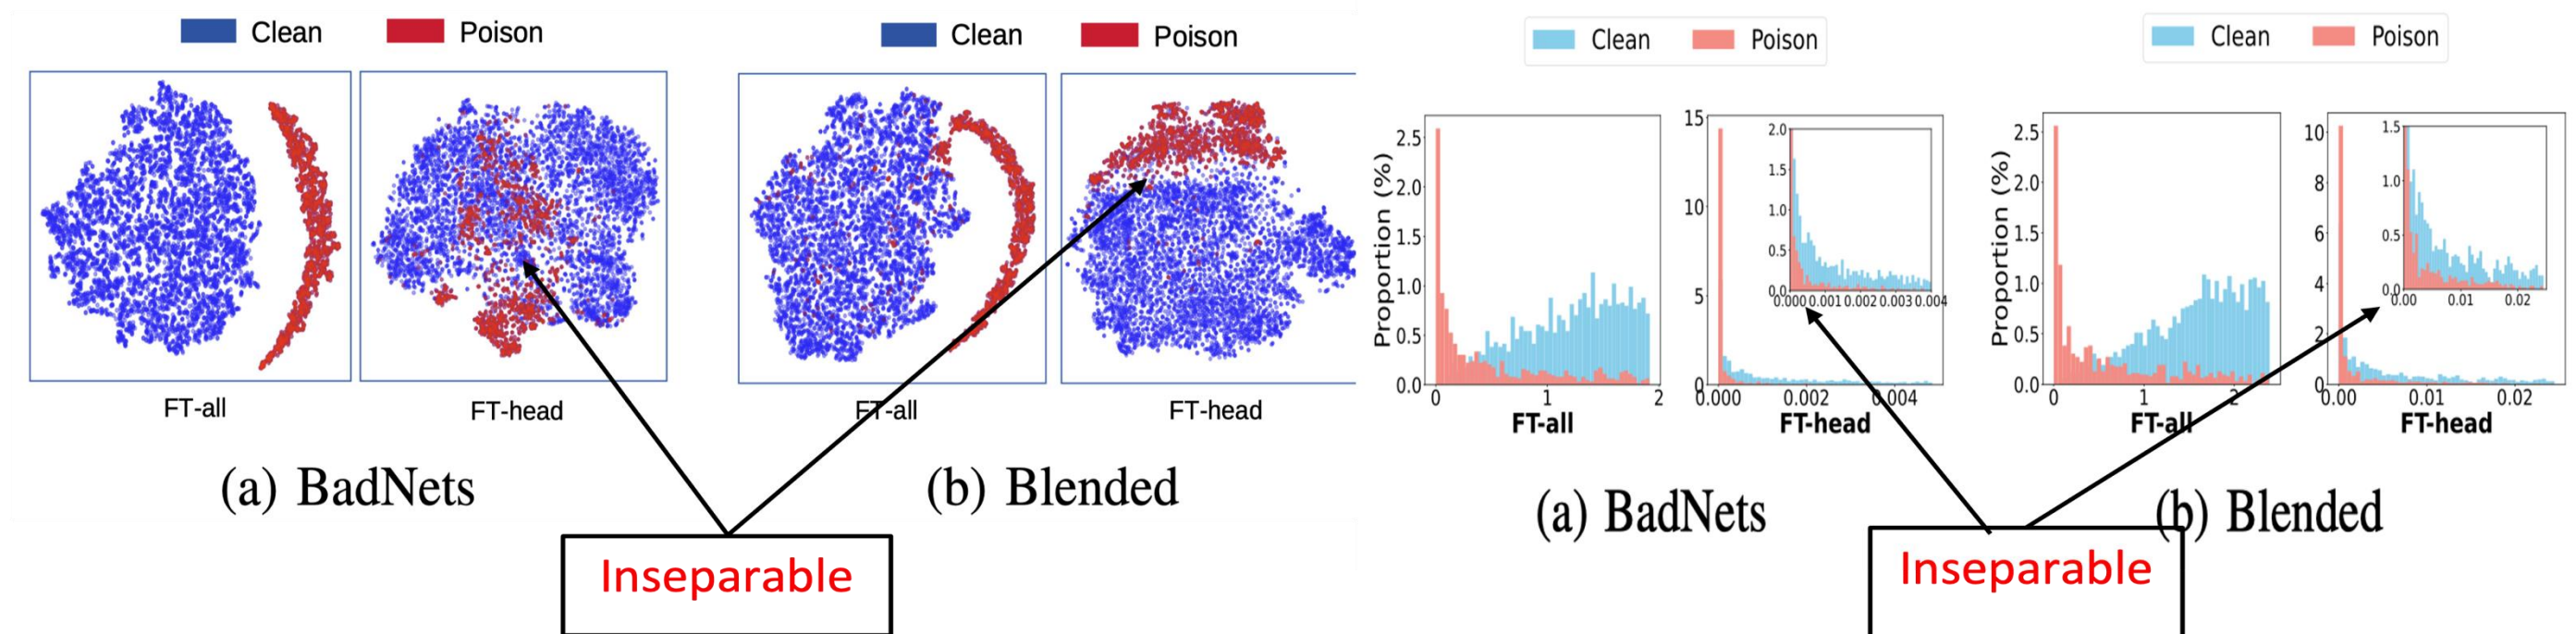 Clean Poison
Clean Poison
Clean Poison
Clean Poison
FT-all
FT-head
FT-all
FT-head
Proportion (%)
2.5
2.0
1.5
1.0
0.5
0.0
0 1 2
FT-all
15
10
5
0
0.000 0.002 0.004
FT-head
2.0
1.5
1.0
0.5
0.0
0.0000 0.001 0.002 0.003 0.004
Proportion (%)
2.5
2.0
1.5
1.0
0.5
0.0
0 1 2
FT-all
10
8
6
4
2
0
0.00 0.01 0.02
FT-head
1.5
1.0
0.5
0.0
0.00 0.01 0.02
(a) BadNets
(b) Blended
(a) BadNets
(b) Blended
Inseparable
Inseparable